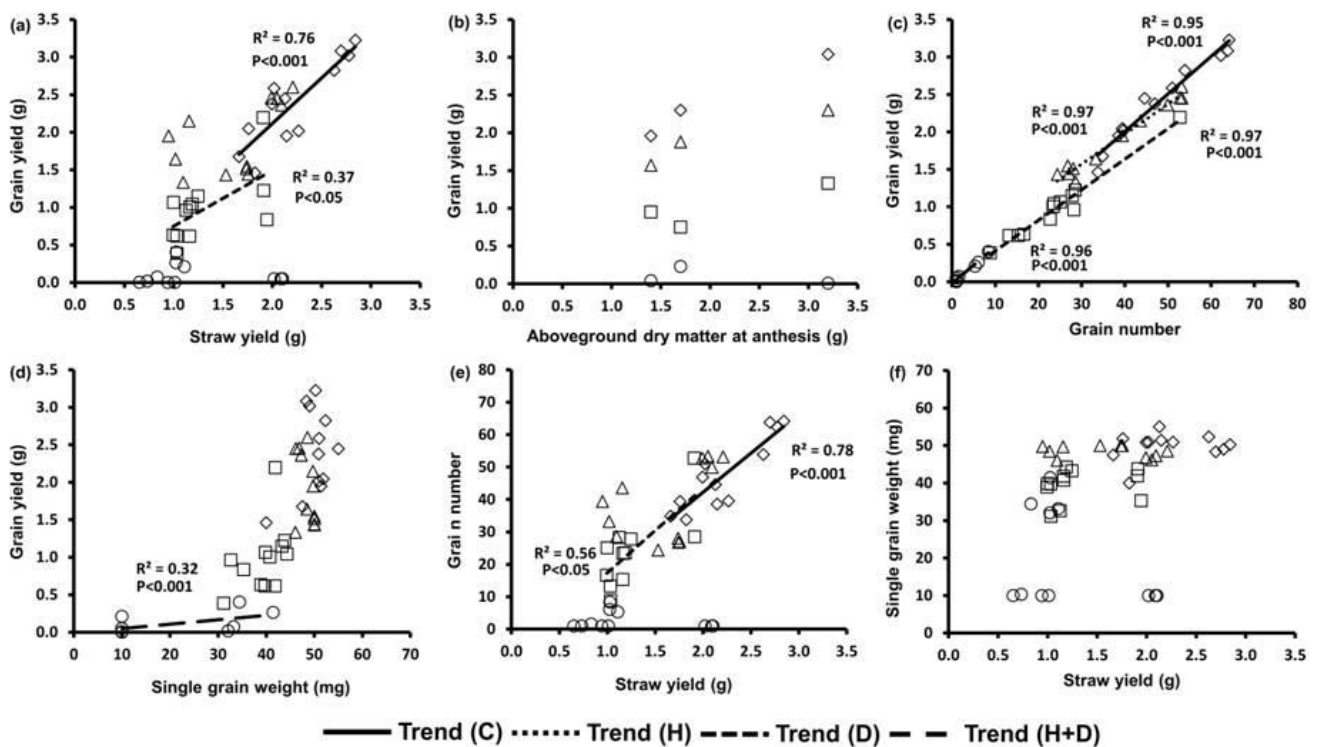 (a)
3.5
3.0
2.5
2.0
1.5
1.0
0.5
0.0
Grain yield (g)
R² = 0.76
P<0.001
R² = 0.37
P<0.05
0.0 0.5 1.0 1.5 2.0 2.5 3.0 3.5
Straw yield (g)
(b)
3.5
3.0
2.5
2.0
1.5
1.0
0.5
0.0
Grain yield (g)
0.0 0.5 1.0 1.5 2.0 2.5 3.0 3.5
Aboveground dry matter at anthesis (g)
(c)
3.5
3.0
2.5
2.0
1.5
1.0
0.5
0.0
Grain yield (g)
R² = 0.95
P<0.001
R² = 0.97
P<0.001
R² = 0.97
P<0.001
R² = 0.96
P<0.001
0 10 20 30 40 50 60 70 80
Grain number
(d)
3.5
3.0
2.5
2.0
1.5
1.0
0.5
0.0
Grain yield (g)
R² = 0.32
P<0.001
0 10 20 30 40 50 60 70
Single grain weight (mg)
(e)
80
70
60
50
40
30
20
10
0
Grai n number
R² = 0.78
P<0.001
R² = 0.56
P<0.05
0.0 0.5 1.0 1.5 2.0 2.5 3.0 3.5
Straw yield (g)
(f)
70
60
50
40
30
20
10
0
Single grain weight (mg)
0.0 0.5 1.0 1.5 2.0 2.5 3.0 3.5
Straw yield (g)
Trend (C) Trend (H) Trend (D) Trend (H+D)